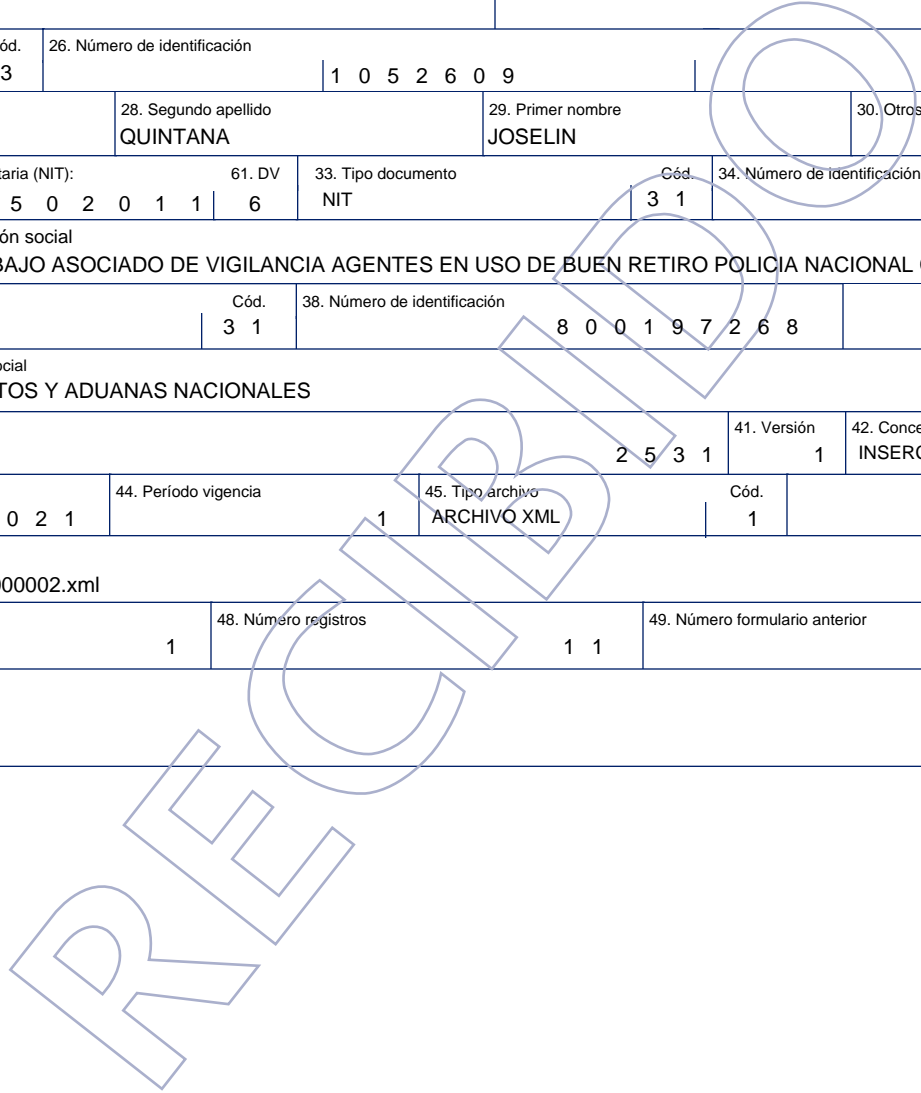 ód. 26. Número de identificación
3 1 0 5 2 6 0 9
28. Segundo apellido 29. Primer nombre 30. Otros
QUINTANA JOSELIN
taria (NIT): 61. DV 33. Tipo documento Cód. 34. Número de identificación
5 0 2 0 1 1 6 NIT 3 1
ón social
BAJO ASOCIADO DE VIGILANCIA AGENTES EN USO DE BUEN RETIRO POLICIA NACIONAL
Cód. 38. Número de identificación
3 1 8 0 0 1 9 7 2 6 8
ocial
TOS Y ADUANAS NACIONALES
41. Versión 42. Conce
2 5 3 1 1 INSERC
44. Período vigencia 45. Tipo archivo Cód.
0 2 1 1 ARCHIVO XML 1
000002.xml
48. Número registros 49. Número formulario anterior
1 1 1
RECIBIDO